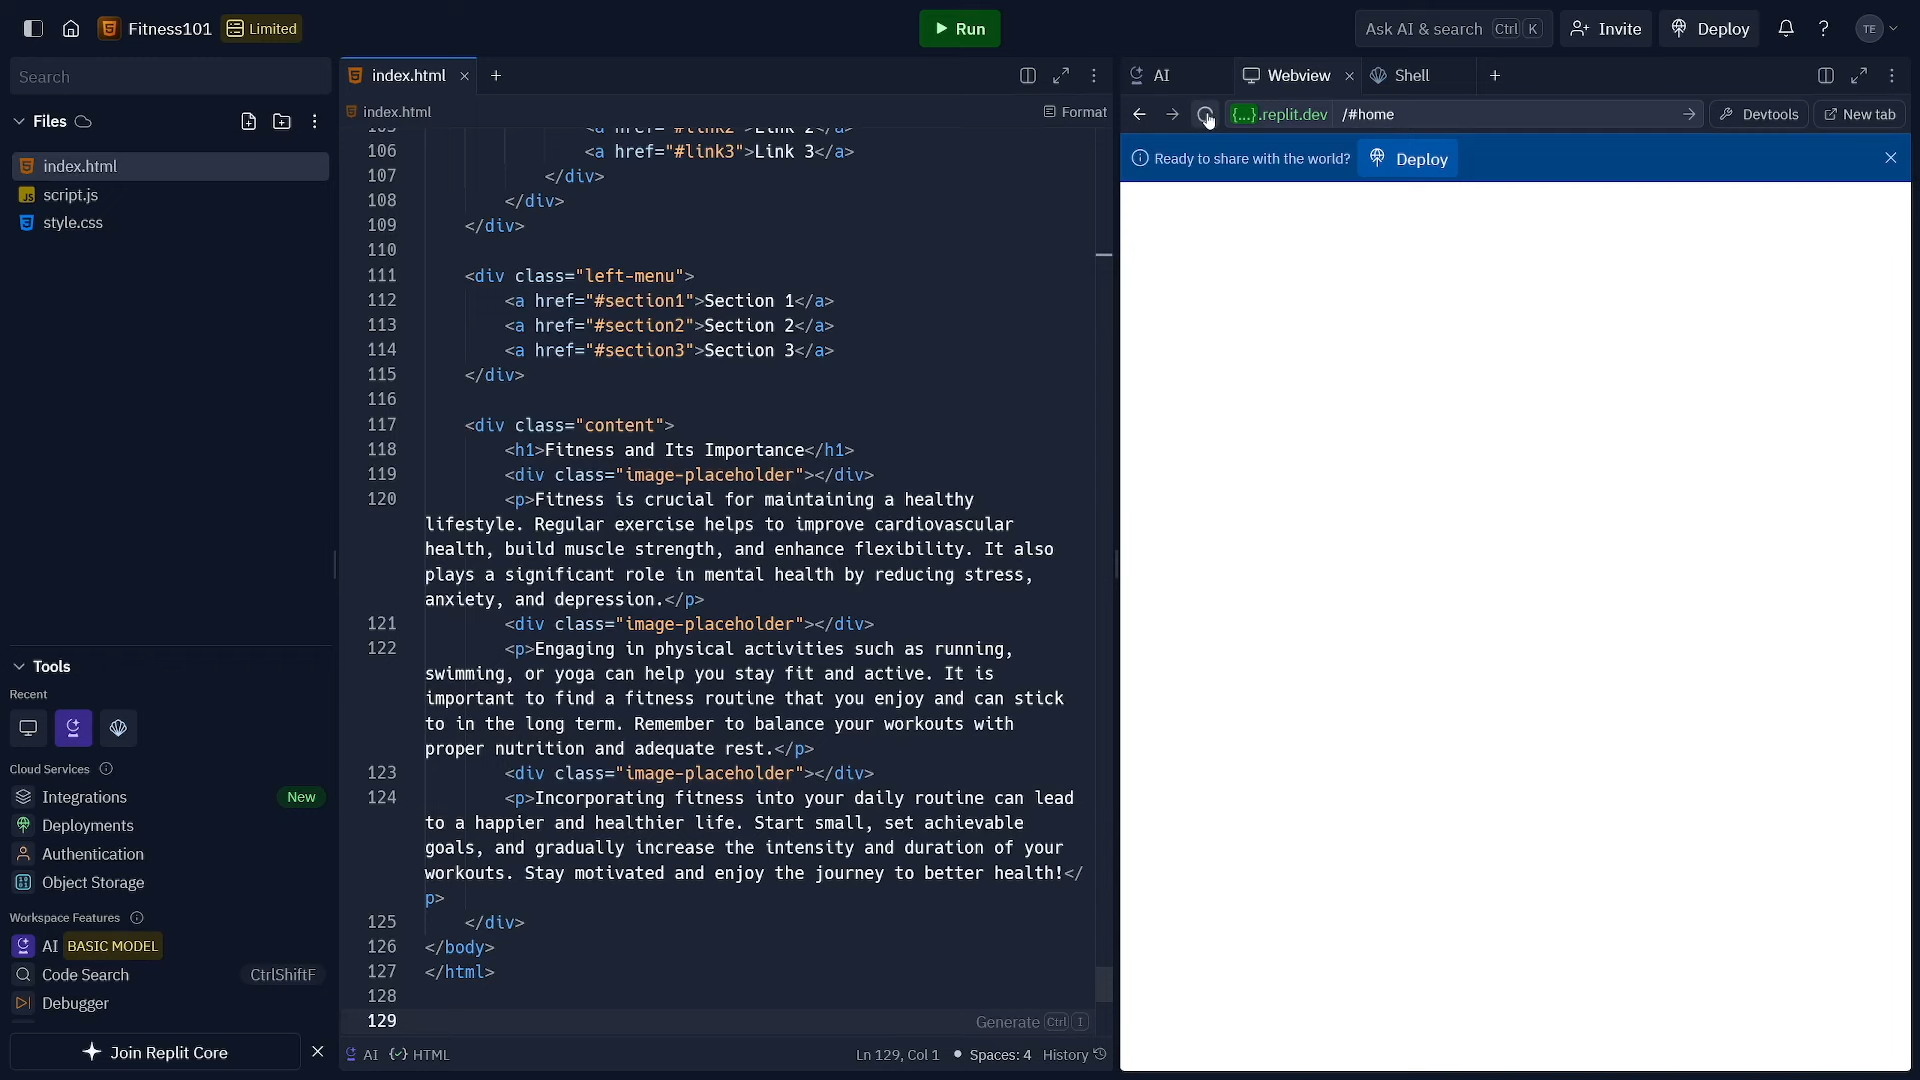 Fitness101
Limited
Run
Ask AI & search Ctrl K
Invite
Deploy
?
TE
Search
Files
index.html
script.js
style.css
Tools
Recent
Cloud Services
Integrations New
Deployments
Authentication
Object Storage
Workspace Features
AI BASIC MODEL
Code Search CtrlShiftF
Debugger
Join Replit Core
index.html
index.html
Format
105 <a href="#link2">Link 2</a>
106 <a href="#link3">Link 3</a>
107 </div>
108 </div>
109 </div>
110
111 <div class="left-menu">
112 <a href="#section1">Section 1</a>
113 <a href="#section2">Section 2</a>
114 <a href="#section3">Section 3</a>
115 </div>
116
117 <div class="content">
118 <h1>Fitness and Its Importance</h1>
119 <div class="image-placeholder"></div>
120 <p>Fitness is crucial for maintaining a healthy
lifestyle. Regular exercise helps to improve cardiovascular
health, build muscle strength, and enhance flexibility. It also
plays a significant role in mental health by reducing stress,
anxiety, and depression.</p>
121 <div class="image-placeholder"></div>
122 <p>Engaging in physical activities such as running,
swimming, or yoga can help you stay fit and active. It is
important to find a fitness routine that you enjoy and can stick
to in the long term. Remember to balance your workouts with
proper nutrition and adequate rest.</p>
123 <div class="image-placeholder"></div>
124 <p>Incorporating fitness into your daily routine can lead
to a happier and healthier life. Start small, set achievable
goals, and gradually increase the intensity and duration of your
workouts. Stay motivated and enjoy the journey to better health!</
p>
125 </div>
126 </body>
127 </html>
128
129
Generate Ctrl I
AI
HTML
Ln 129, Col 1
Spaces: 4
History
AI
Webview
Shell
{...}.replit.dev /#home
Devtools
New tab
Ready to share with the world?
Deploy